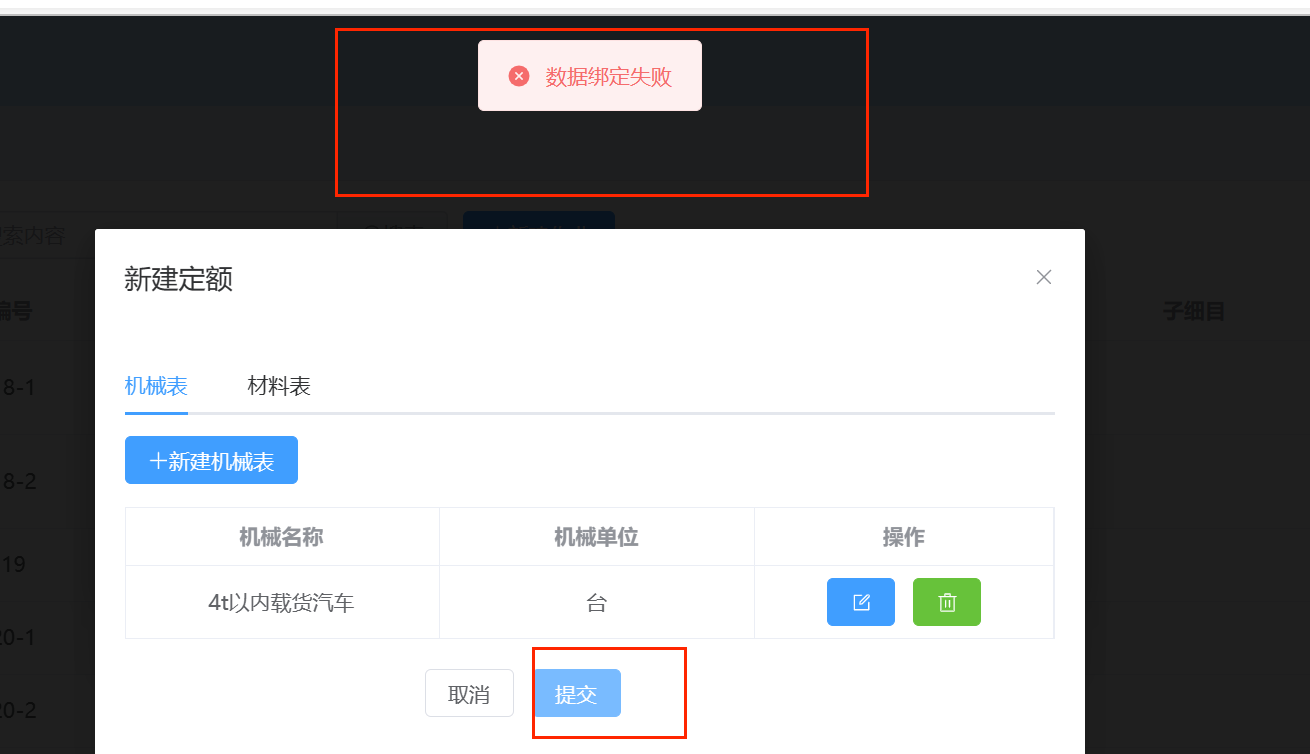 数据绑定失败
索内容
编号
子细目
8-1
8-2
19
20-1
20-2
新建定额
机械表 材料表
+新建机械表
机械名称 机械单位 操作
4t以内载货汽车 台
取消 提交